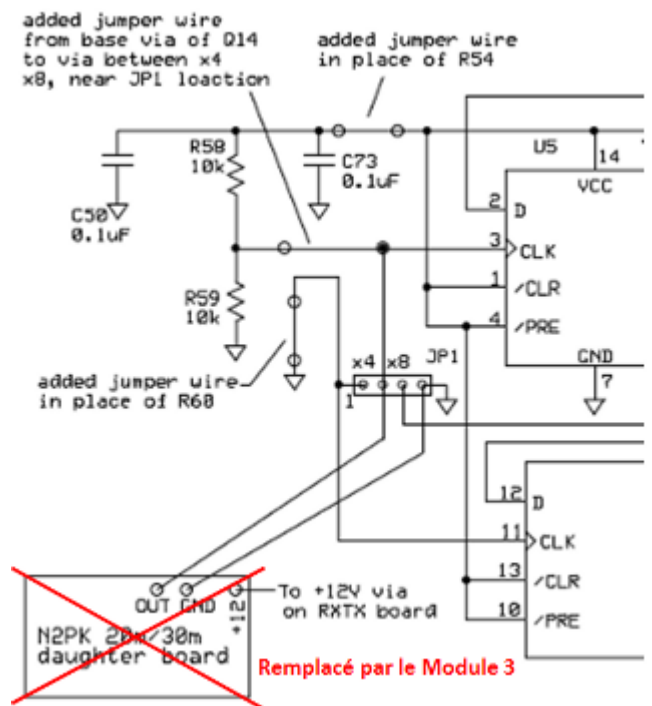 added jumper wire
from base via of Q14
to via between x4
x8, near JP1 loaction
added jumper wire
in place of R54
R58
10k
C73
0.1uF
C50
0.1uF
U5
14
VCC
2
D
3
CLK
1
/CLR
4
/PRE
GND
7
R59
10k
added jumper wire
in place of R60
x4 x8
JP1
1
12
D
11
CLK
13
/CLR
10
/PRE
OUT GND
+12
To +12V via
on RXTX board
N2PK 20m/30m
daughter board
Remplacé par le Module 3